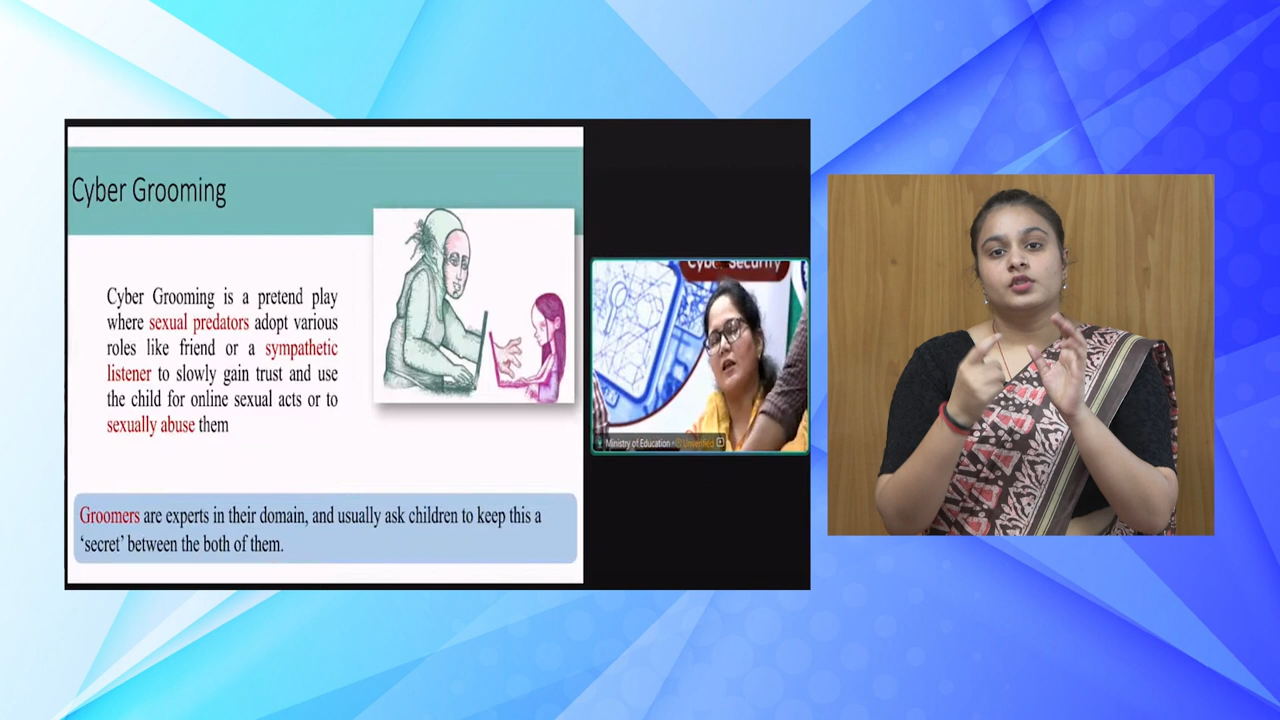 Cyber Grooming
Cyber Grooming is a pretend play
where sexual predators adopt various
roles like friend or a sympathetic
listener to slowly gain trust and use
the child for online sexual acts or to
sexually abuse them
Groomers are experts in their domain, and usually ask children to keep this a
‘secret’ between the both of them.
Cyber Security
Ministry of Education - Unverified